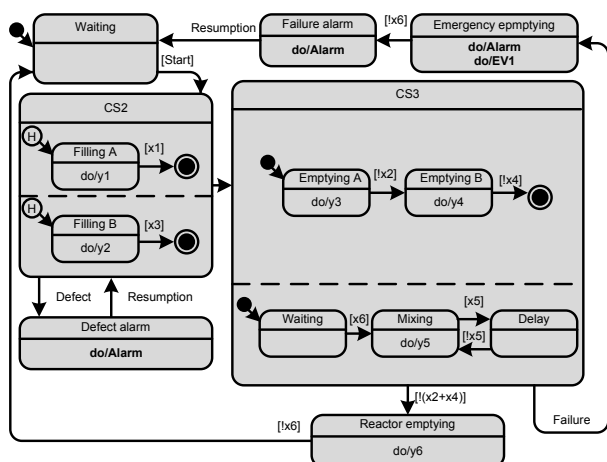 Waiting
Resumption
Failure alarm
do/Alarm
[!x6]
Emergency epmptying
do/Alarm
do/EV1
[Start]
CS2
H
Filling A
do/y1
[x1]
H
Filling B
do/y2
[x3]
Defect
Resumption
Defect alarm
do/Alarm
CS3
Emptying A
do/y3
[!x2]
Emptying B
do/y4
[!x4]
Waiting
[x6]
Mixing
do/y5
[x5]
[!x5]
Delay
[!(x2+x4)]
Failure
[!x6]
Reactor emptying
do/y6